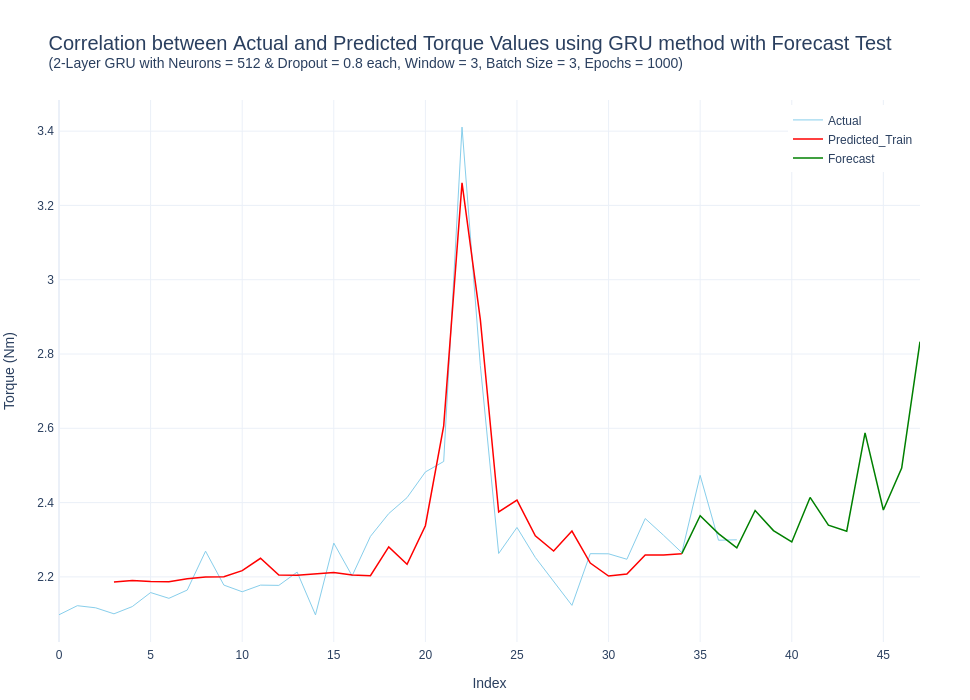 Correlation between Actual and Predicted Torque Values using GRU method with Forecast Test
(2-Layer GRU with Neurons = 512 & Dropout = 0.8 each, Window = 3, Batch Size = 3, Epochs = 1000)
Actual
Predicted_Train
Forecast
3.4
3.2
3
2.8
2.6
2.4
2.2
Torque (Nm)
0 5 10 15 20 25 30 35 40 45
Index